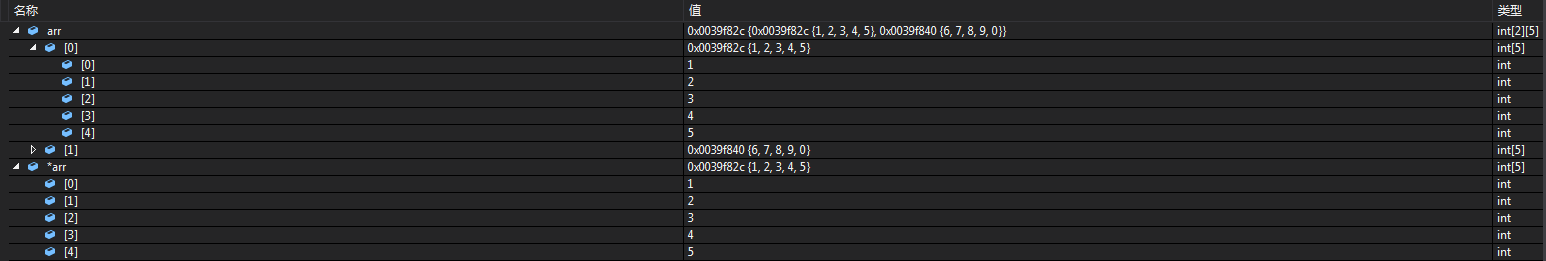 名称 值 类型
arr 0x0039f82c {0x0039f82c {1, 2, 3, 4, 5}, 0x0039f840 {6, 7, 8, 9, 0}} int[2][5]
[0] 0x0039f82c {1, 2, 3, 4, 5} int[5]
[0] 1 int
[1] 2 int
[2] 3 int
[3] 4 int
[4] 5 int
[1] 0x0039f840 {6, 7, 8, 9, 0} int[5]
*arr 0x0039f82c {1, 2, 3, 4, 5} int[5]
[0] 1 int
[1] 2 int
[2] 3 int
[3] 4 int
[4] 5 int